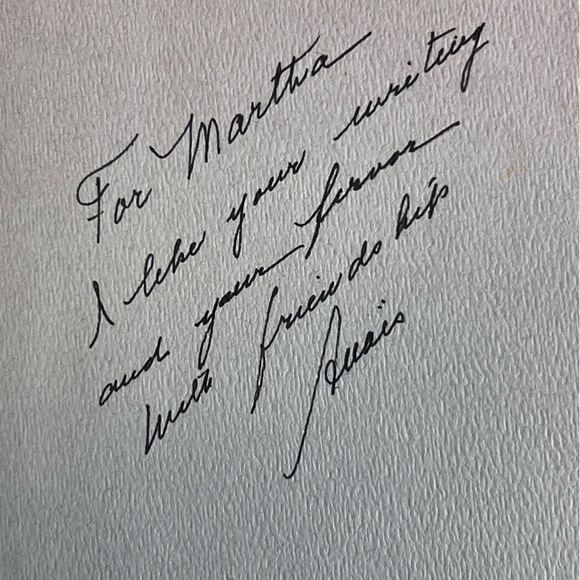 For Martha
I like your writing
and your fervor
with friendship
Anaïs